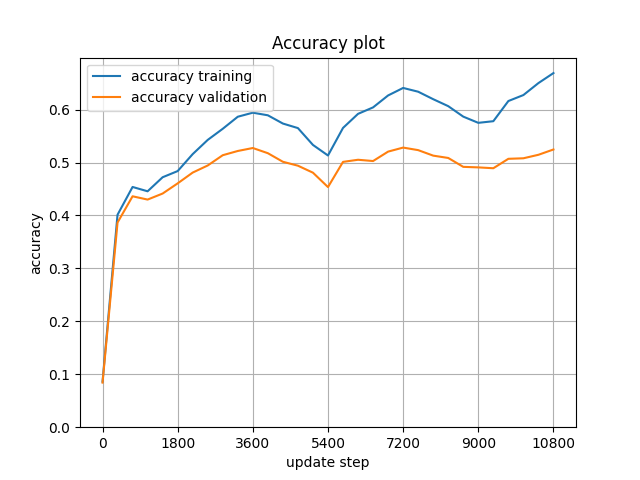 Accuracy plot
accuracy training
accuracy validation
0.6
0.5
0.4
0.3
0.2
0.1
0.0
accuracy
0 1800 3600 5400 7200 9000 10800
update step